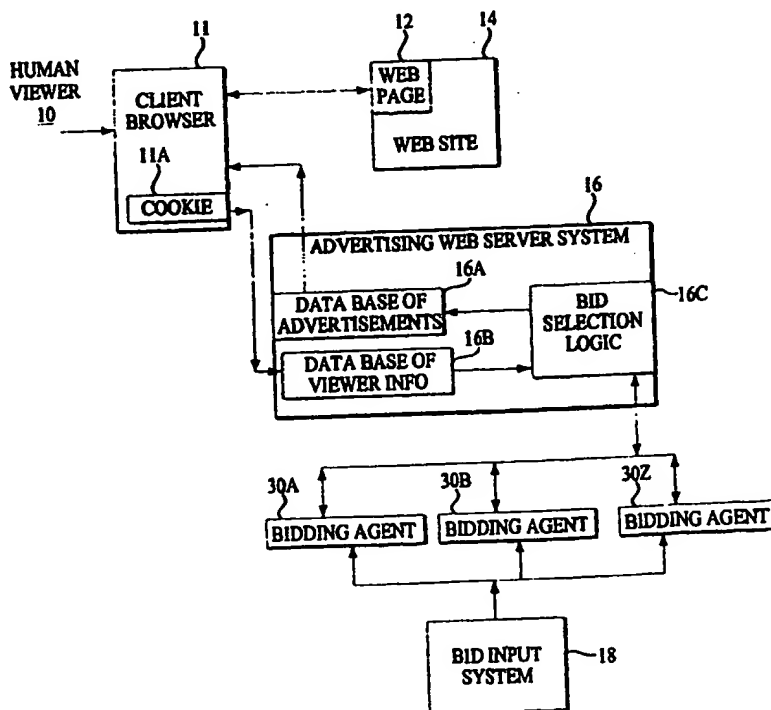 11
12
14
HUMAN
VIEWER
10
CLIENT
BROWSER
WEB
PAGE
WEB SITE
11A
COOKIE
16
ADVERTISING WEB SERVER SYSTEM
16A
16C
DATA BASE OF
ADVERTISEMENTS
BID
SELECTION
LOGIC
16B
DATA BASE OF
VIEWER INFO
30A
30B
30Z
BIDDING AGENT
BIDDING AGENT
BIDDING AGENT
BID INPUT
SYSTEM
18